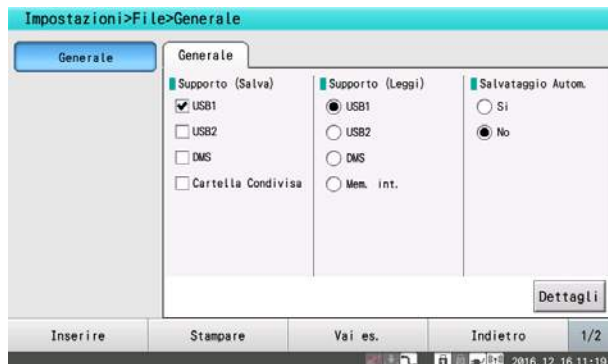 Impostazioni>File>Generale
Generale
Generale
Supporto (Salva)
USB1
USB2
DMS
Cartella Condivisa
Supporto (Leggi)
USB1
USB2
DMS
Mem. int.
Salvataggio Autom.
Si
No
Dettagli
Inserire
Stampare
Vai es.
Indietro
1/2
2016.12.16 11:19